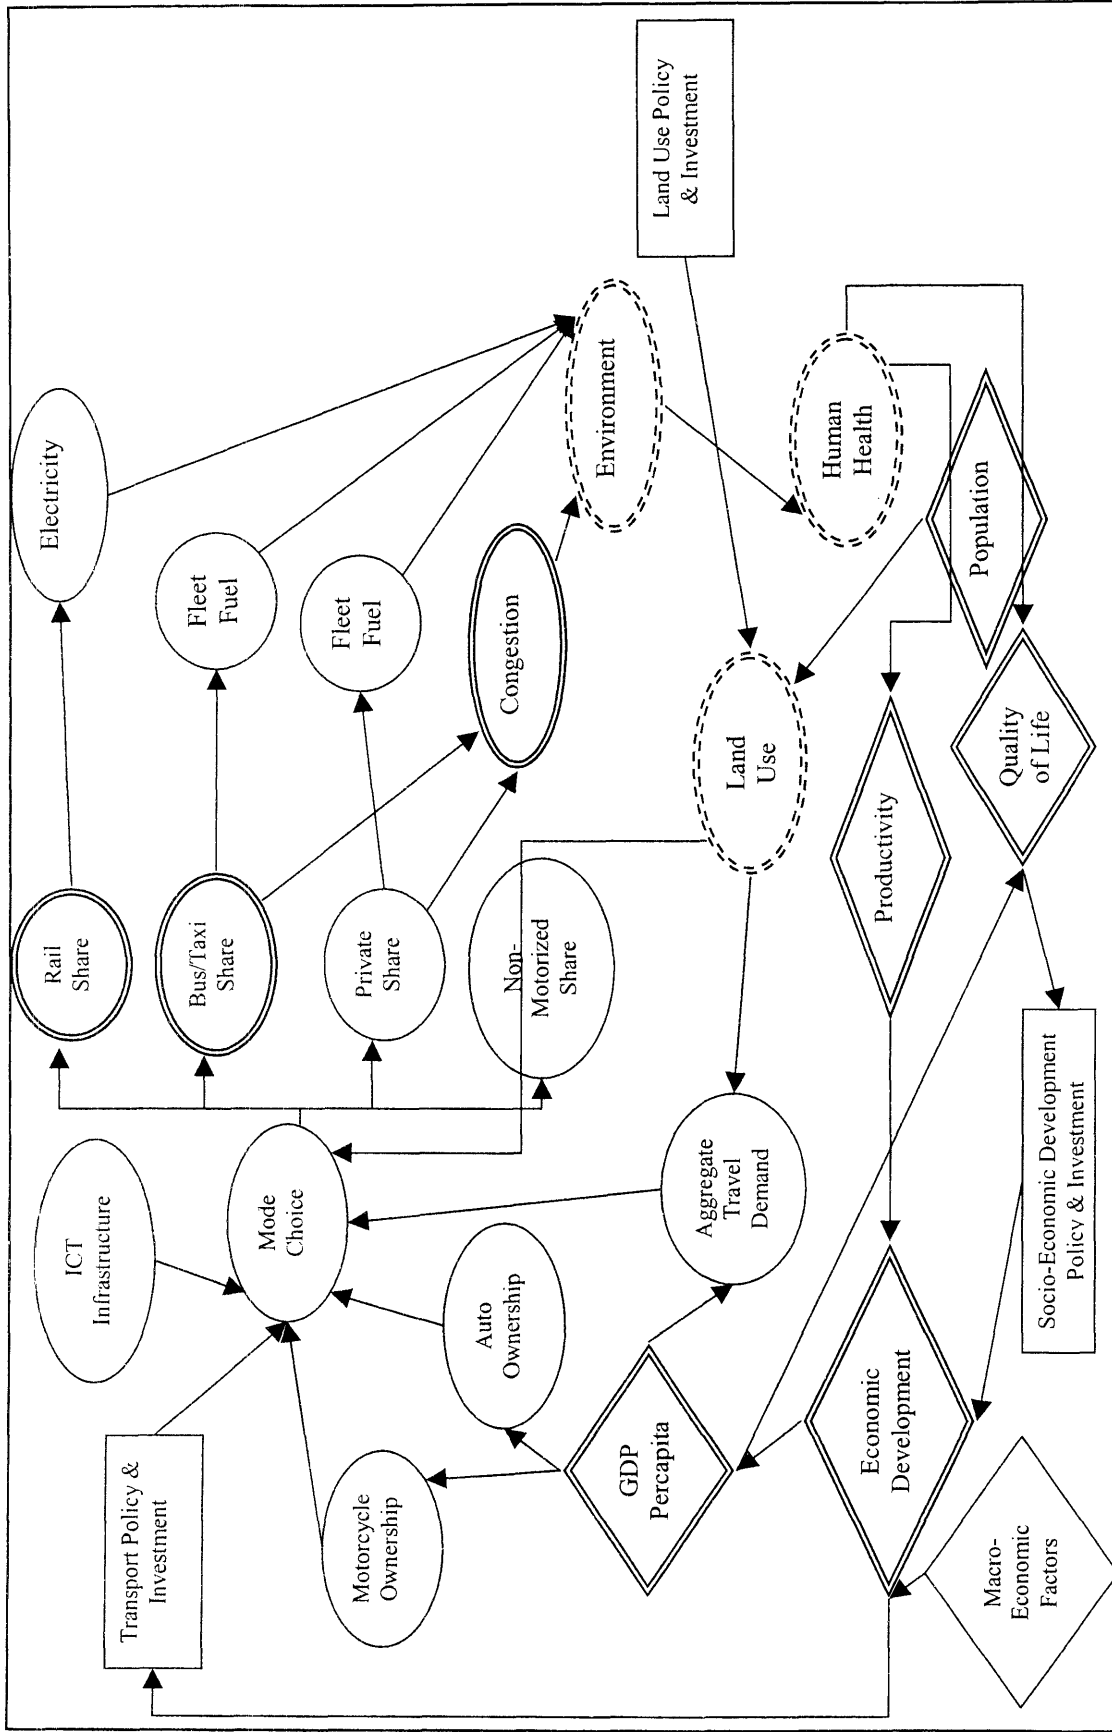 Transport Policy &
Investment
ICT
Infrastructure
Rail
Share
Electricity
Motorcycle
Ownership
Mode
Choice
Bus/Taxi
Share
Fleet
Fuel
Auto
Ownership
Private
Share
Fleet
Fuel
Non-
Motorized
Share
Congestion
Environment
GDP
Percapita
Aggregate
Travel
Demand
Land
Use
Land Use Policy
& Investment
Economic
Development
Productivity
Human
Health
Macro-
Economic
Factors
Socio-Economic Development
Policy & Investment
Quality
of Life
Population